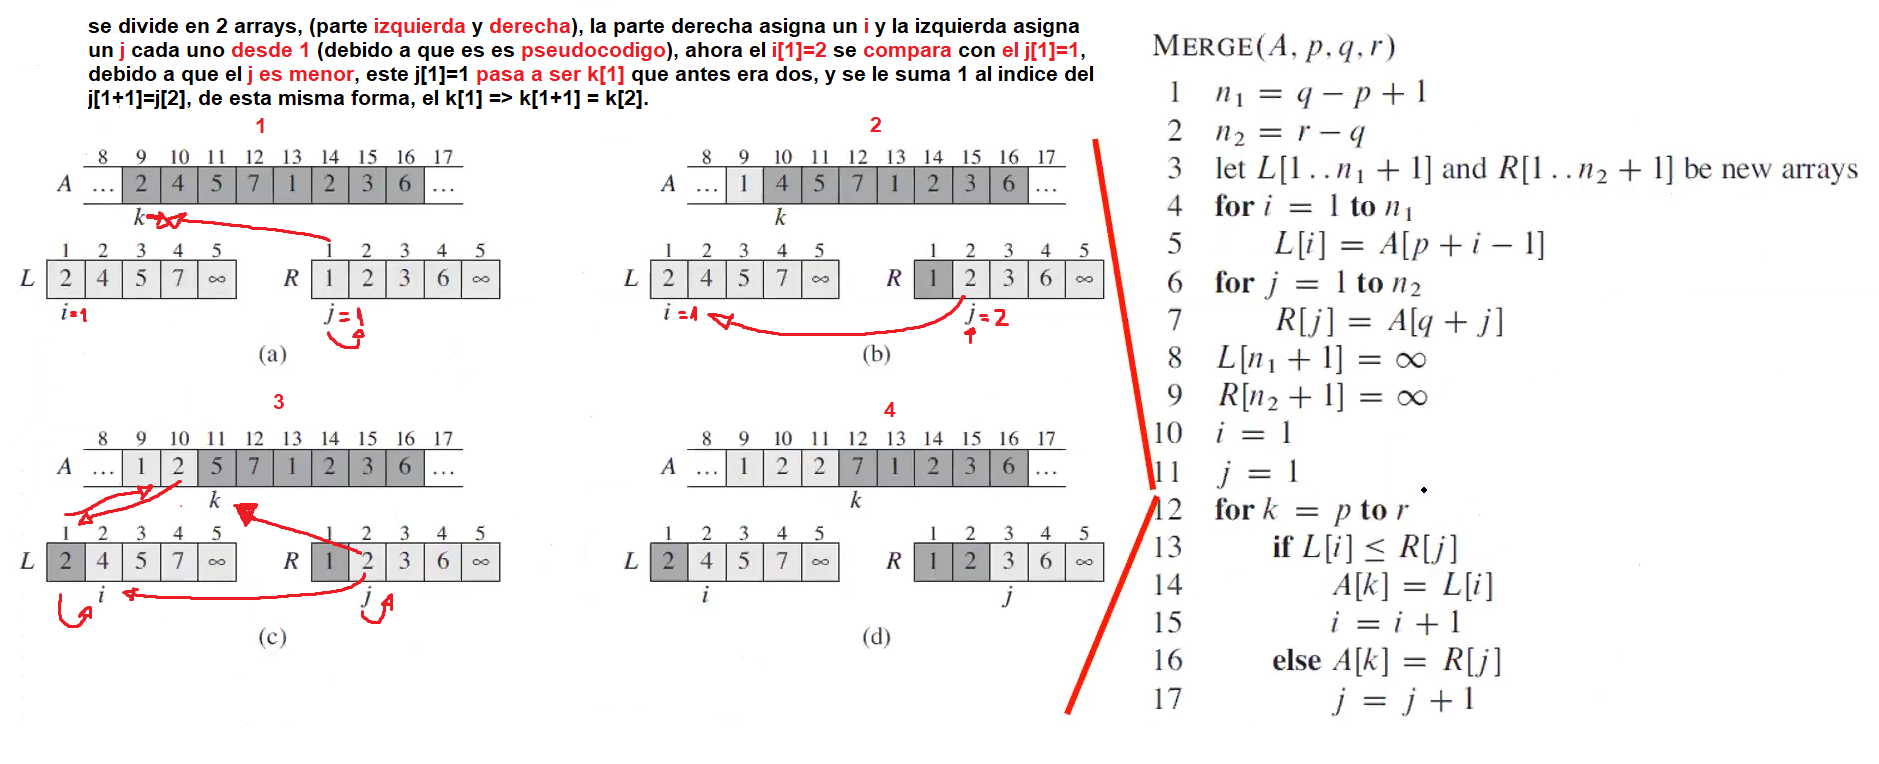 se divide en 2 arrays, (parte izquierda y derecha), la parte derecha asigna un i y la izquierda asigna
un j cada uno desde 1 (debido a que es es pseudocodigo), ahora el i[1]=2 se compara con el j[1]=1,
debido a que el j es menor, este j[1]=1 pasa a ser k[1] que antes era dos, y se le suma 1 al indice del
j[1+1]=j[2], de esta misma forma, el k[1] => k[1+1] = k[2].
1
8 9 10 11 12 13 14 15 16 17
A ... 2 4 5 7 1 2 3 6 ...
k
1 2 3 4 5 1 2 3 4 5
L 2 4 5 7 ∞ R 1 2 3 6 ∞
i=1 j=1
(a)
2
8 9 10 11 12 13 14 15 16 17
A ... 1 4 5 7 1 2 3 6 ...
k
1 2 3 4 5 1 2 3 4 5
L 2 4 5 7 ∞ R 1 2 3 6 ∞
i=1 j=2
(b)
3
8 9 10 11 12 13 14 15 16 17
A ... 1 2 5 7 1 2 3 6 ...
k
1 2 3 4 5 1 2 3 4 5
L 2 4 5 7 ∞ R 1 2 3 6 ∞
i j
(c)
4
8 9 10 11 12 13 14 15 16 17
A ... 1 2 2 7 1 2 3 6 ...
k
1 2 3 4 5 1 2 3 4 5
L 2 4 5 7 ∞ R 1 2 3 6 ∞
i j
(d)
MERGE(A, p, q, r)
1 n₁ = q − p + 1
2 n₂ = r − q
3 let L[1..n₁ + 1] and R[1..n₂ + 1] be new arrays
4 for i = 1 to n₁
5 L[i] = A[p + i − 1]
6 for j = 1 to n₂
7 R[j] = A[q + j]
8 L[n₁ + 1] = ∞
9 R[n₂ + 1] = ∞
10 i = 1
11 j = 1
12 for k = p to r
13 if L[i] ≤ R[j]
14 A[k] = L[i]
15 i = i + 1
16 else A[k] = R[j]
17 j = j + 1